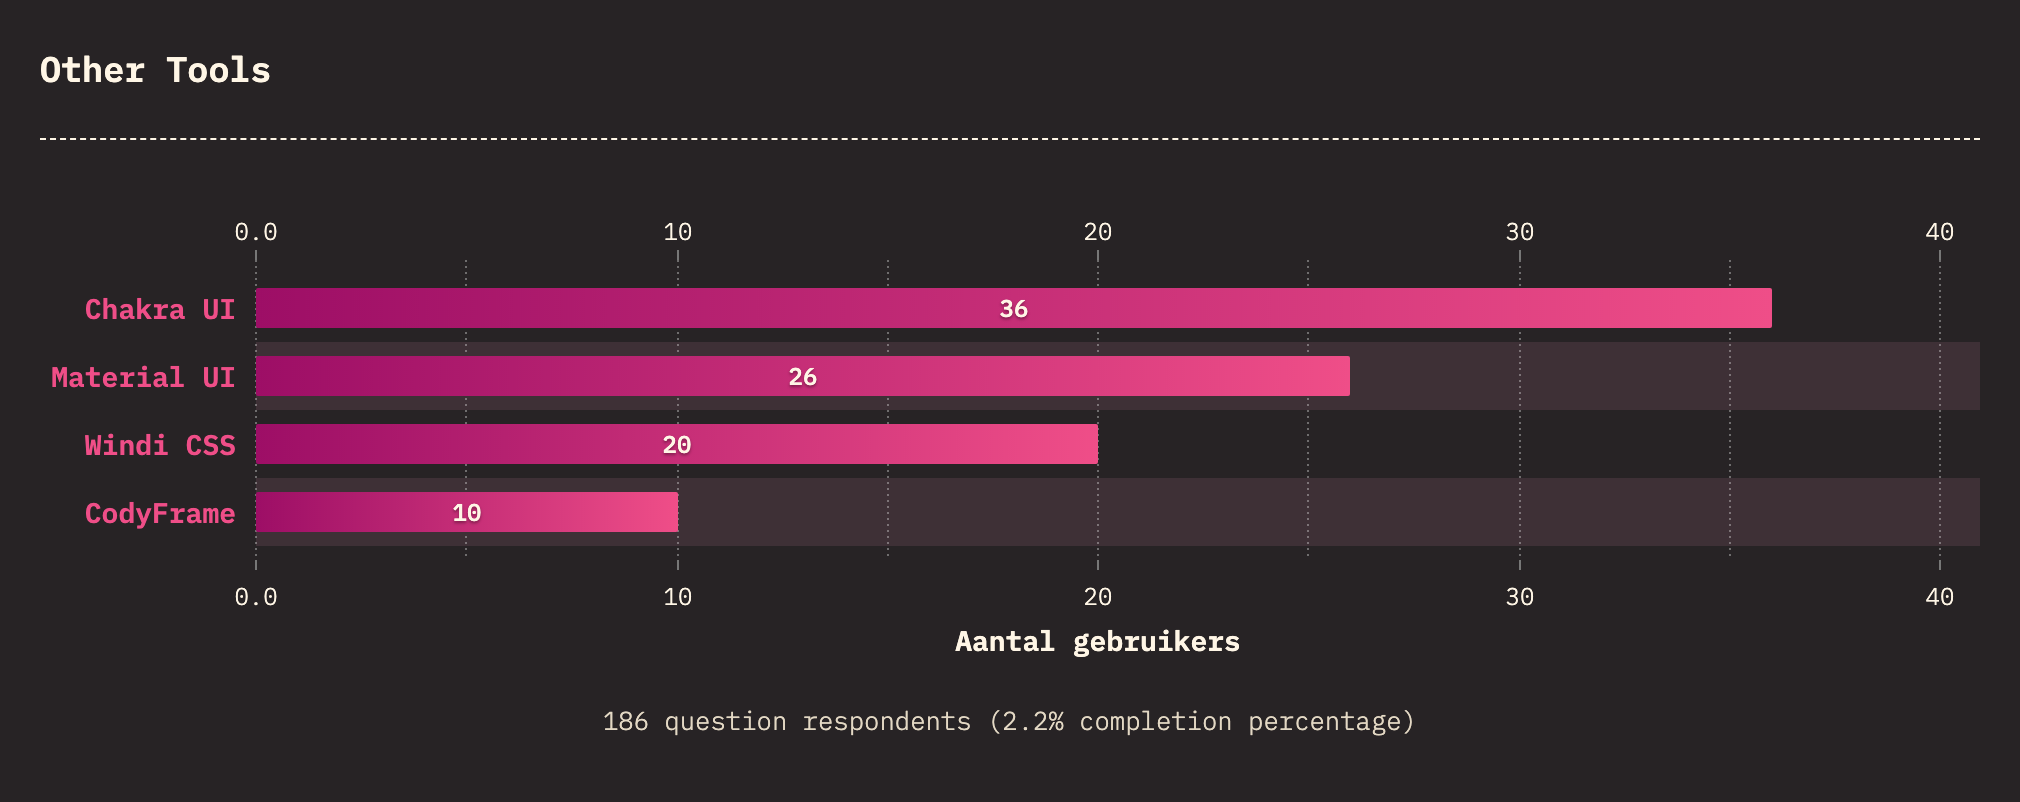 Other Tools
0.0 10 20 30 40
Chakra UI 36
Material UI 26
Windi CSS 20
CodyFrame 10
0.0 10 20 30 40
Aantal gebruikers
186 question respondents (2.2% completion percentage)